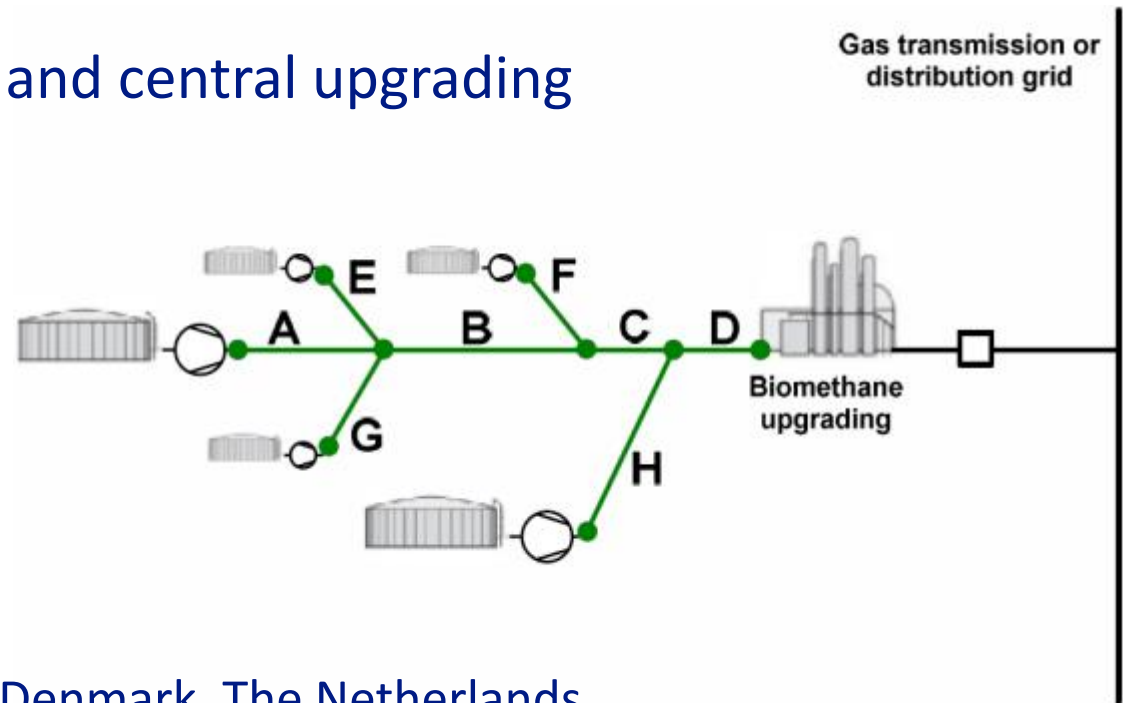 and central upgrading
Gas transmission or
distribution grid
E
F
A
B
C
D
Biomethane
upgrading
G
H
Denmark, The Netherlands